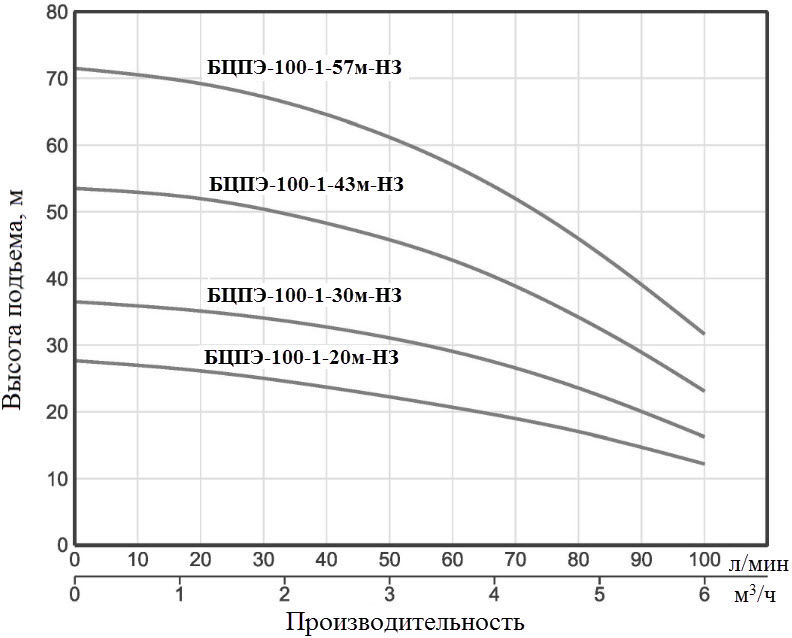 80
70
60
50
40
30
20
10
0
Высота подъема, м
БЦПЭ-100-1-57м-НЗ
БЦПЭ-100-1-43м-НЗ
БЦПЭ-100-1-30м-НЗ
БЦПЭ-100-1-20м-НЗ
0 10 20 30 40 50 60 70 80 90 100 л/мин
0 1 2 3 4 5 6 м³/ч
Производительность